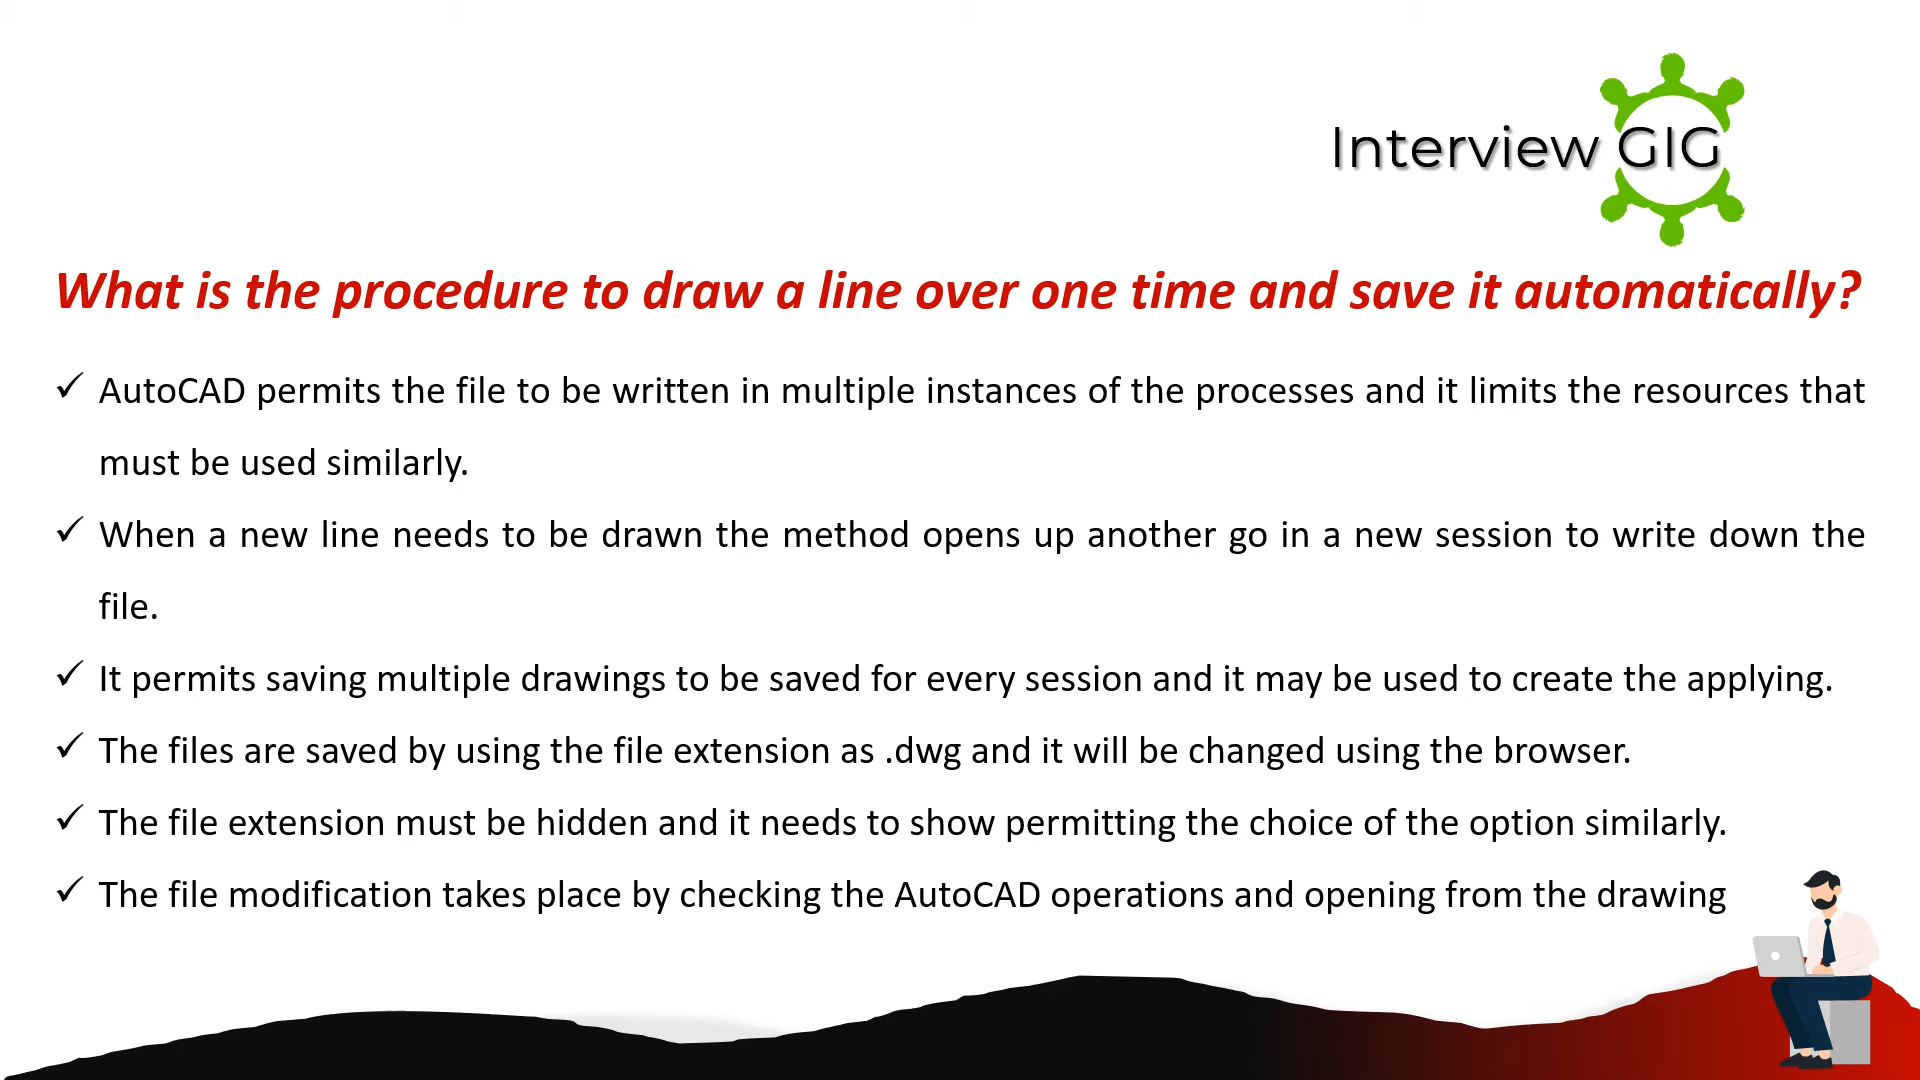 Interview GIG
What is the procedure to draw a line over one time and save it automatically?
✓ AutoCAD permits the file to be written in multiple instances of the processes and it limits the resources that
must be used similarly.
✓ When a new line needs to be drawn the method opens up another go in a new session to write down the
file.
✓ It permits saving multiple drawings to be saved for every session and it may be used to create the applying.
✓ The files are saved by using the file extension as .dwg and it will be changed using the browser.
✓ The file extension must be hidden and it needs to show permitting the choice of the option similarly.
✓ The file modification takes place by checking the AutoCAD operations and opening from the drawing